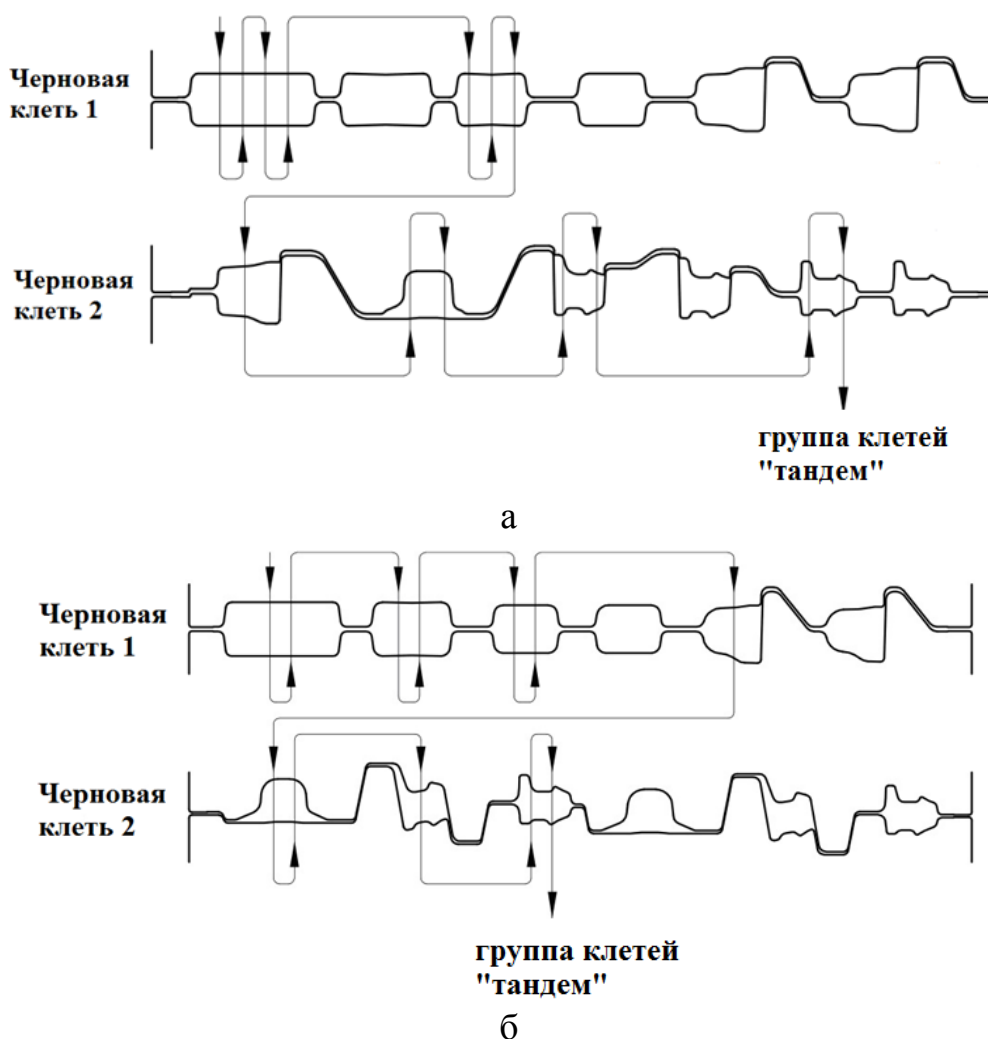 Черновая
клеть 1
Черновая
клеть 2
группа клетей
"тандем"
а
Черновая
клеть 1
Черновая
клеть 2
группа клетей
"тандем"
б